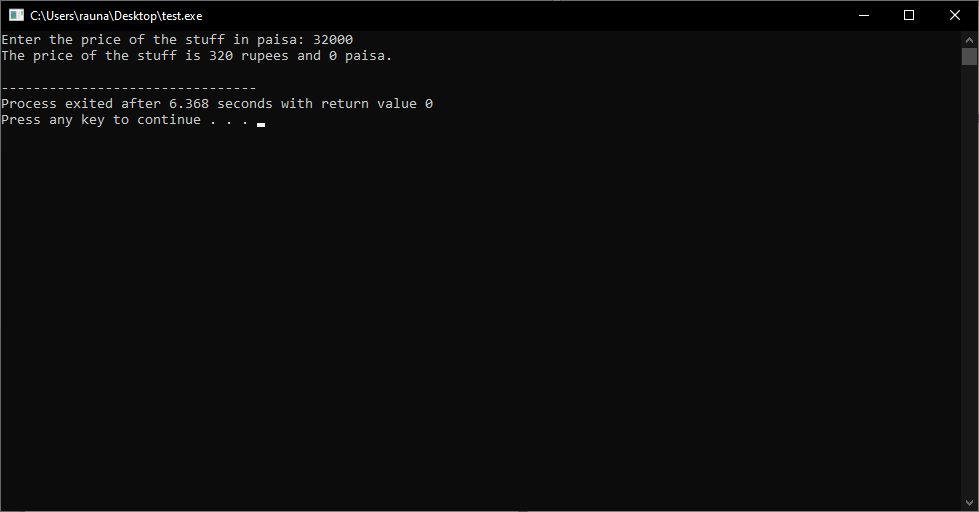 C:\Users\rauna\Desktop\test.exe
Enter the price of the stuff in paisa: 32000
The price of the stuff is 320 rupees and 0 paisa.
--------------------------------
Process exited after 6.368 seconds with return value 0
Press any key to continue . . .